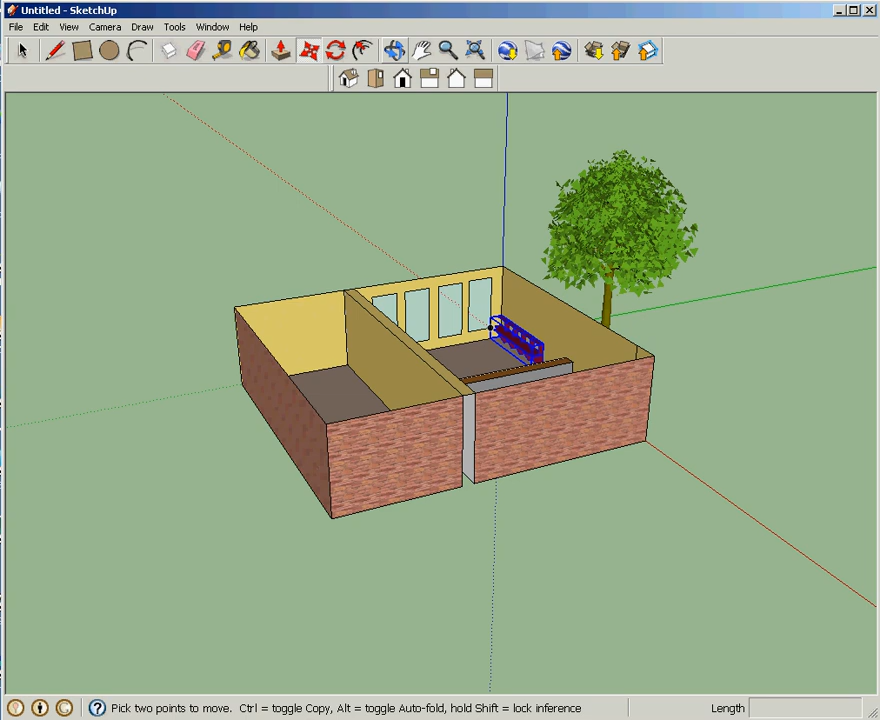 Untitled - SketchUp
File Edit View Camera Draw Tools Window Help
Pick two points to move. Ctrl = toggle Copy, Alt = toggle Auto-fold, hold Shift = lock inference Length